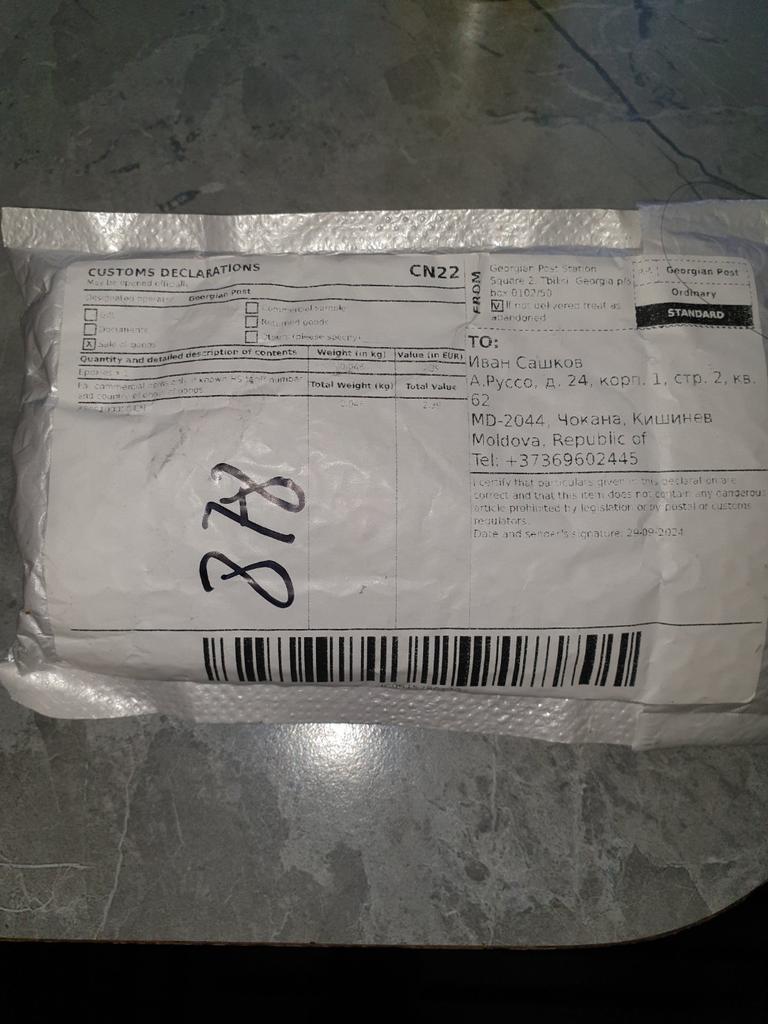 CUSTOMS DECLARATIONS
CN22
May be opened officially
Designated operator Georgian Post
Gift
Commercial sample
Documents
Returned goods
X Sale of goods
Other (please specify)
Quantity and detailed description of contents
Weight (in kg)
Value (in EUR)
Total Weight (kg)
Total Value
FROM
Georgian Post Station
Square 2, Tbilisi, Georgia p/o
box 0102/50
V If not delivered treat as
abandoned
Georgian Post
Ordinary
STANDARD
TO:
Иван Сашков
А.Руссо, д. 24, корп. 1, стр. 2, кв.
62
MD-2044, Чокана, Кишинев
Moldova, Republic of
Tel: +37369602445
I certify that particulars given in this declaration are
correct and that this item does not contain any dangerous
article prohibited by legislation or by postal or customs
regulators.
Date and sender's signature: 29-09-2024
878